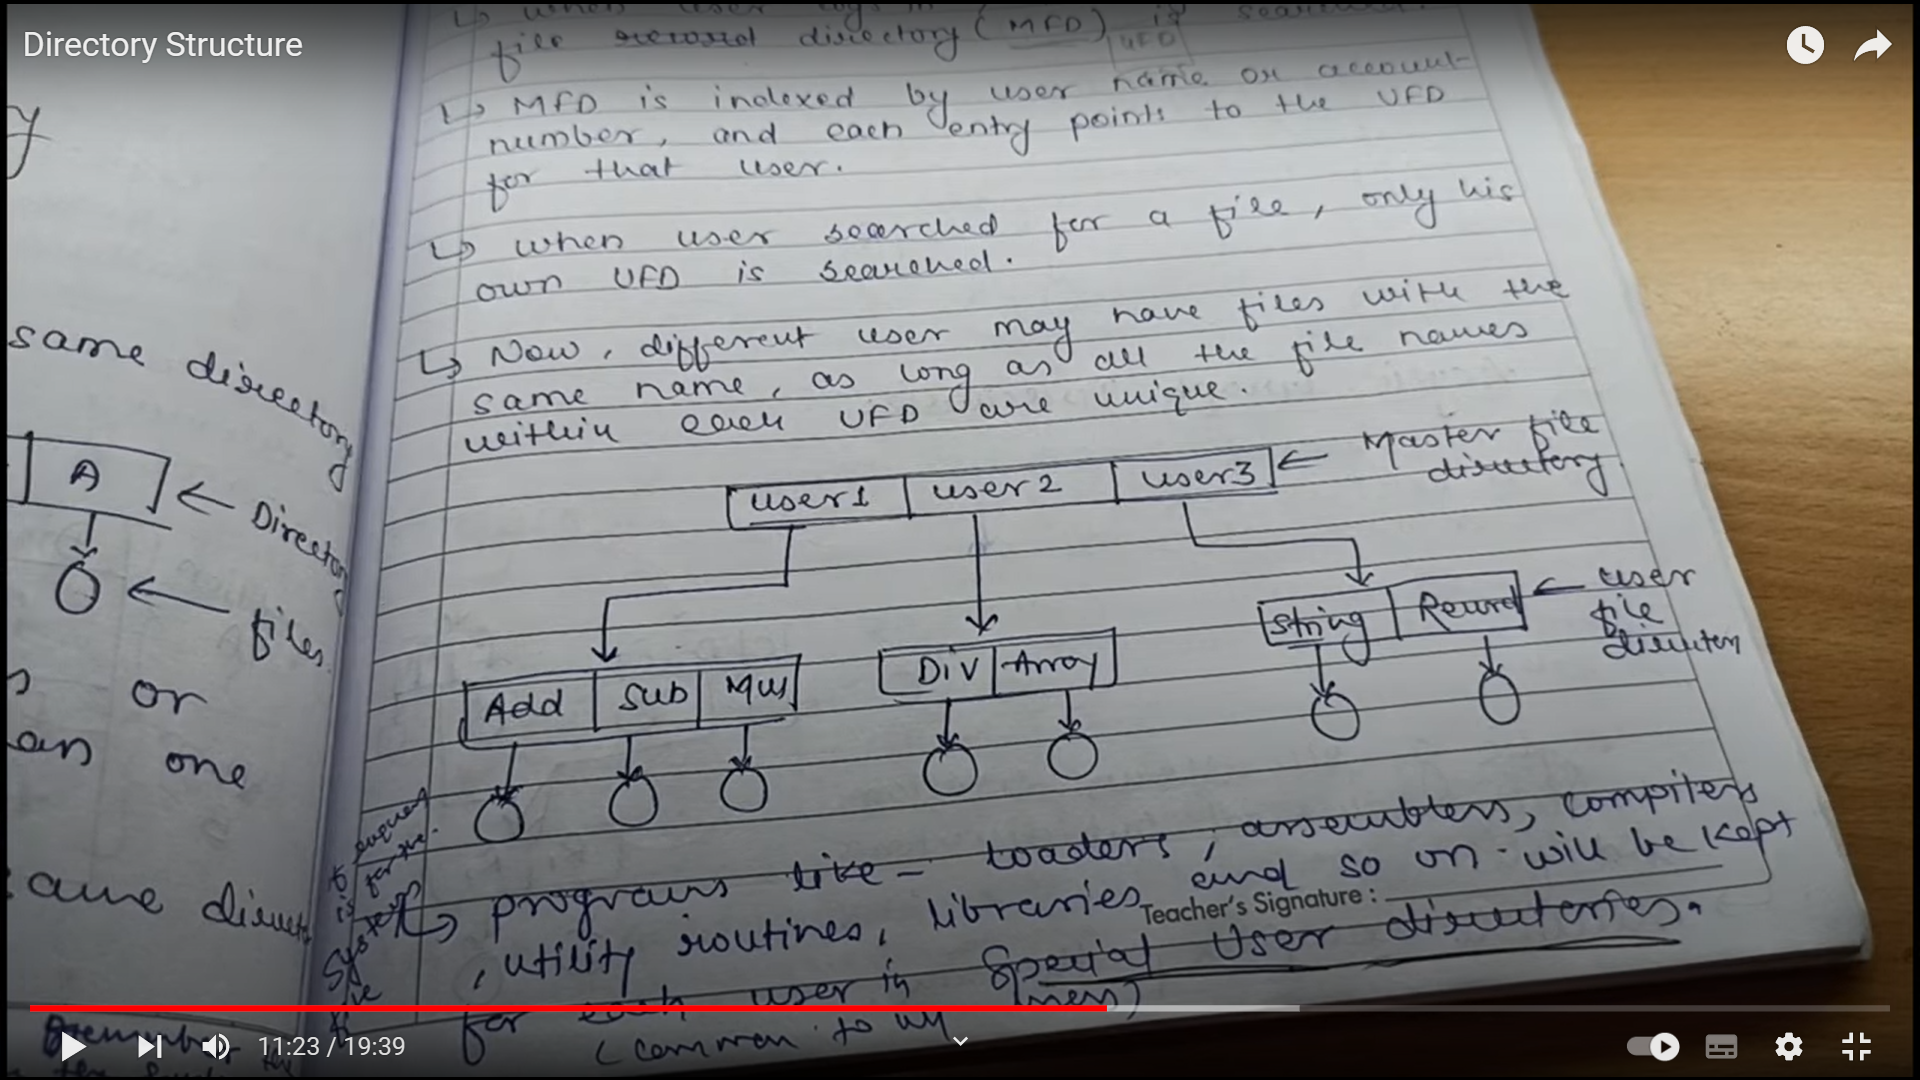 Directory Structure
file record directory (MFD) is
UFD
↳ MFD is indexed by user name or account
number, and each entry points to the UFD
for that user.
↳ when user searched for a file, only his
own UFD is searched.
↳ Now, different user may have files with the
same name, as long as all the file names
within each UFD are unique.
user1 user2 user3 ← Master file
directory
String Record ← user
file
Add Sub Mul Div Array
↳ programs like - loaders, assemblers, compilers
, utility routines, libraries and so on will be kept
Teacher's Signature :
for each user in Special User directories.
(common to all
same directory
A ← Directory
← files
or
an one
same
11:23 / 19:39